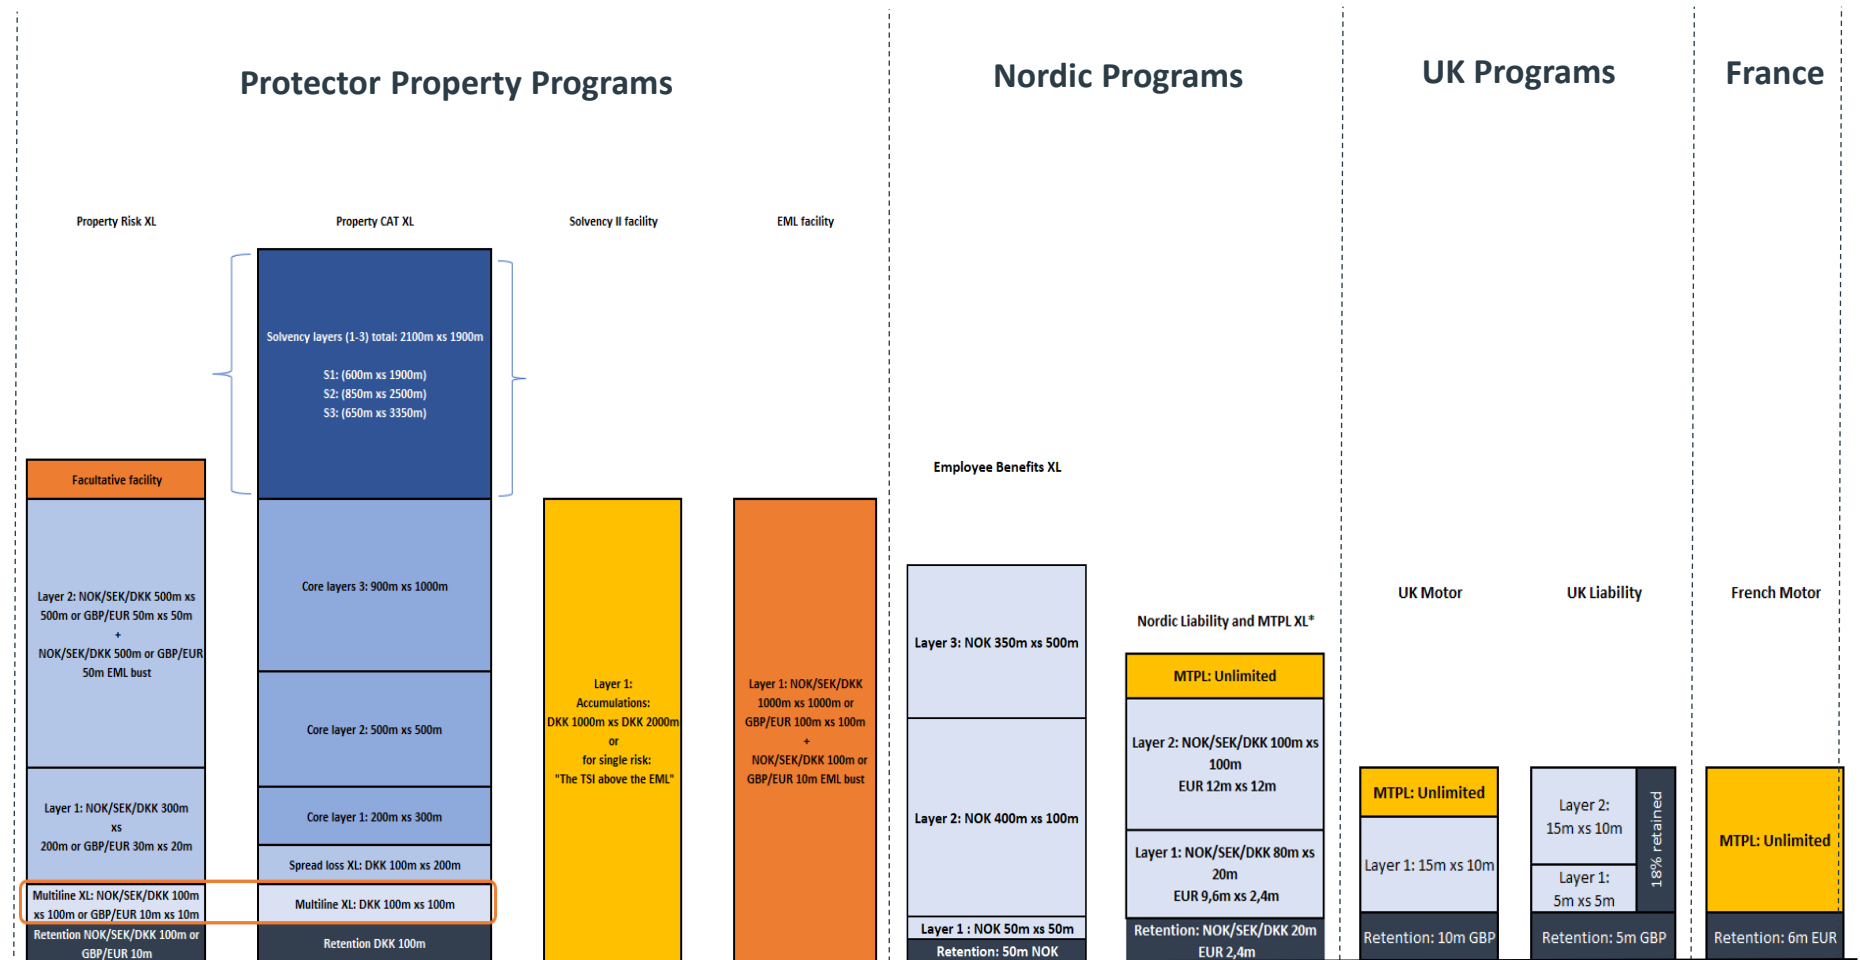 Protector Property Programs
Nordic Programs
UK Programs
France
Property Risk XL
Property CAT XL
Solvency II facility
EML facility
Facultative facility
Layer 2: NOK/SEK/DKK 500m xs
500m or GBP/EUR 50m xs 50m
+
NOK/SEK/DKK 500m or GBP/EUR
50m EML bust
Layer 1: NOK/SEK/DKK 300m
xs
200m or GBP/EUR 30m xs 20m
Multiline XL: NOK/SEK/DKK 100m
xs 100m or GBP/EUR 10m xs 10m
Retention NOK/SEK/DKK 100m or
GBP/EUR 10m
Solvency layers (1-3) total: 2100m xs 1900m
S1: (600m xs 1900m)
S2: (850m xs 2500m)
S3: (650m xs 3350m)
Core layers 3: 900m xs 1000m
Core layer 2: 500m xs 500m
Core layer 1: 200m xs 300m
Spread loss XL: DKK 100m xs 200m
Multiline XL: DKK 100m xs 100m
Retention DKK 100m
Layer 1:
Accumulations:
DKK 1000m xs DKK 2000m
or
for single risk:
"The TSI above the EML"
Layer 1: NOK/SEK/DKK
1000m xs 1000m or
GBP/EUR 100m xs 100m
+
NOK/SEK/DKK 100m or
GBP/EUR 10m EML bust
Employee Benefits XL
Layer 3: NOK 350m xs 500m
Layer 2: NOK 400m xs 100m
Layer 1 : NOK 50m xs 50m
Retention: 50m NOK
Nordic Liability and MTPL XL*
MTPL: Unlimited
Layer 2: NOK/SEK/DKK 100m xs
100m
EUR 12m xs 12m
Layer 1: NOK/SEK/DKK 80m xs
20m
EUR 9,6m xs 2,4m
Retention: NOK/SEK/DKK 20m
EUR 2,4m
UK Motor
MTPL: Unlimited
Layer 1: 15m xs 10m
Retention: 10m GBP
UK Liability
Layer 2:
15m xs 10m
Layer 1:
5m xs 5m
18% retained
Retention: 5m GBP
French Motor
MTPL: Unlimited
Retention: 6m EUR